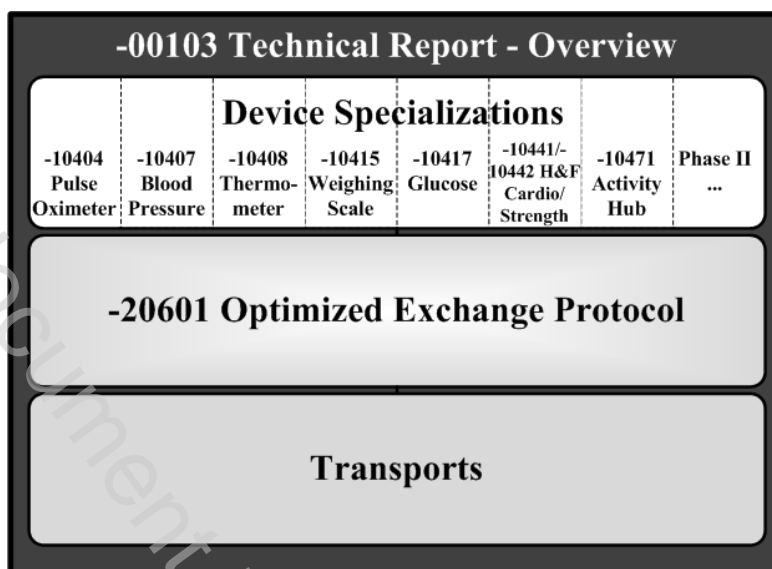 -00103 Technical Report - Overview
Device Specializations
-10404
Pulse
Oximeter
-10407
Blood
Pressure
-10408
Thermo-
meter
-10415
Weighing
Scale
-10417
Glucose
-10441/-
10442 H&F
Cardio/
Strength
-10471
Activity
Hub
Phase II
...
-20601 Optimized Exchange Protocol
Transports